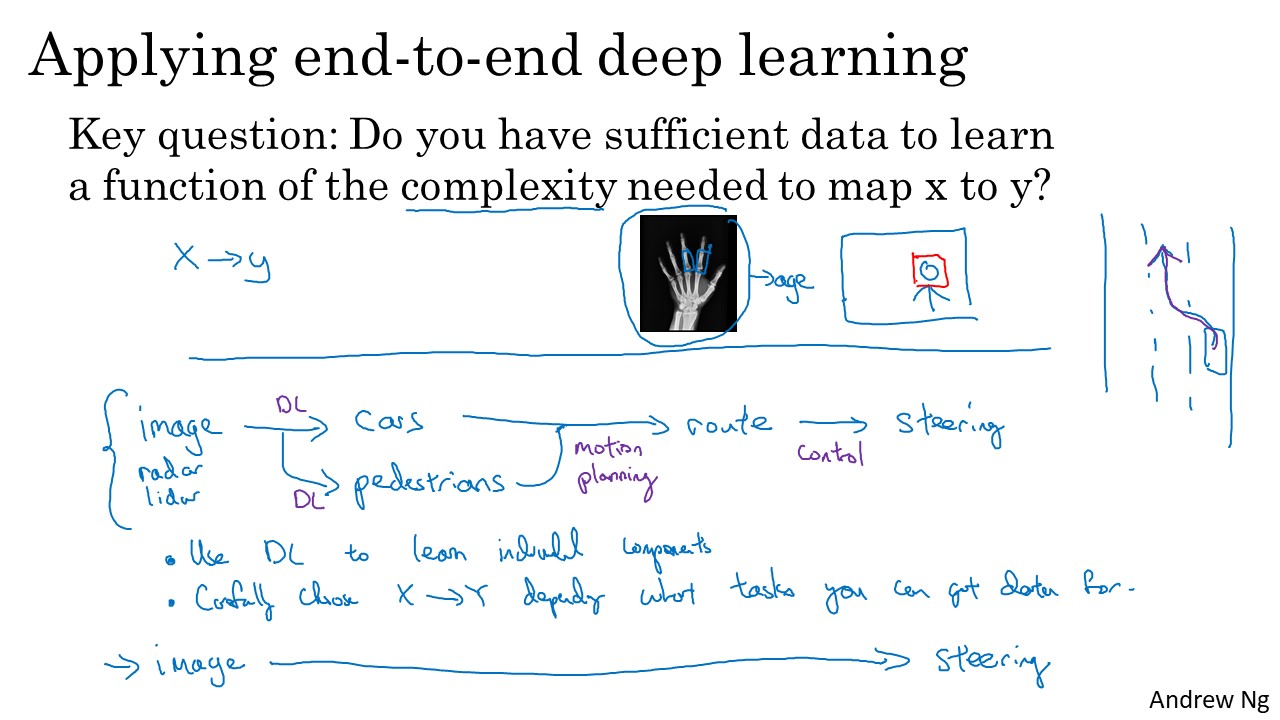 Applying end-to-end deep learning
Key question: Do you have sufficient data to learn
a function of the complexity needed to map x to y?
X → y
→ age
image DL → cars → route → steering
radar
lidar
DL → pedestrians
motion
planning
control
• Use DL to learn individual components
• Carefully choose X → Y depending what tasks you can get data for.
→ image → steering
Andrew Ng